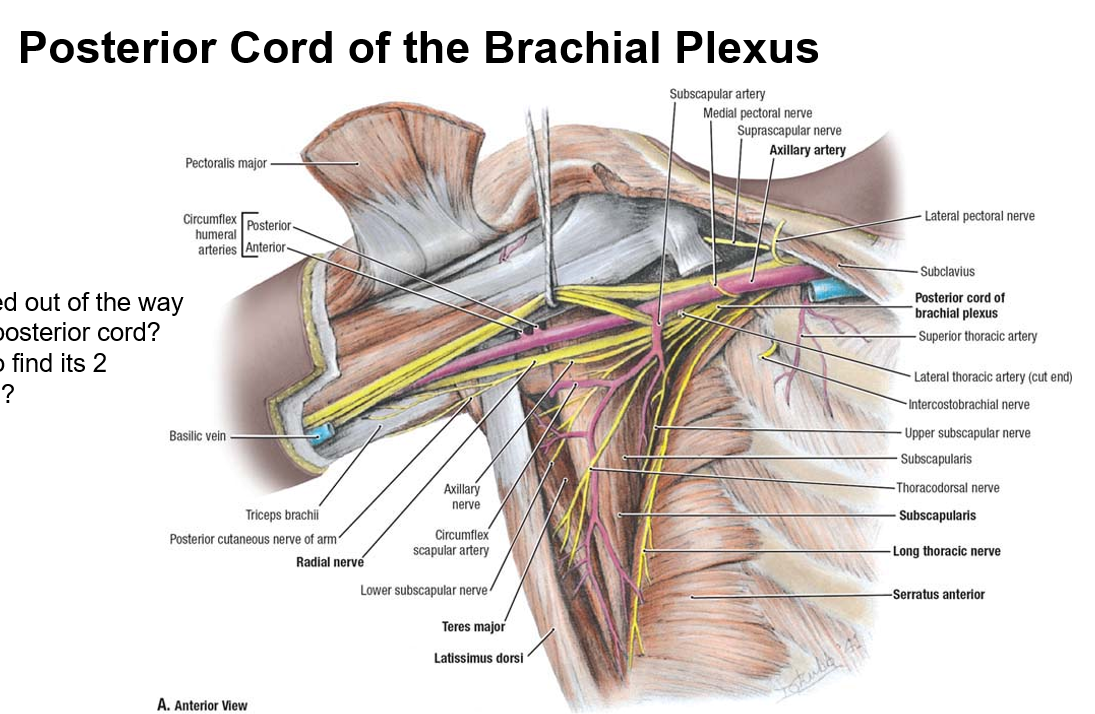 Posterior Cord of the Brachial Plexus
ed out of the way
posterior cord?
o find its 2
?
Subscapular artery
Medial pectoral nerve
Suprascapular nerve
Axillary artery
Pectoralis major
Circumflex
humeral
arteries
Posterior
Anterior
Lateral pectoral nerve
Subclavius
Posterior cord of
brachial plexus
Superior thoracic artery
Lateral thoracic artery (cut end)
Intercostobrachial nerve
Basilic vein
Upper subscapular nerve
Subscapularis
Thoracodorsal nerve
Subscapularis
Long thoracic nerve
Serratus anterior
Triceps brachii
Posterior cutaneous nerve of arm
Radial nerve
Axillary
nerve
Circumflex
scapular artery
Lower subscapular nerve
Teres major
Latissimus dorsi
A. Anterior View